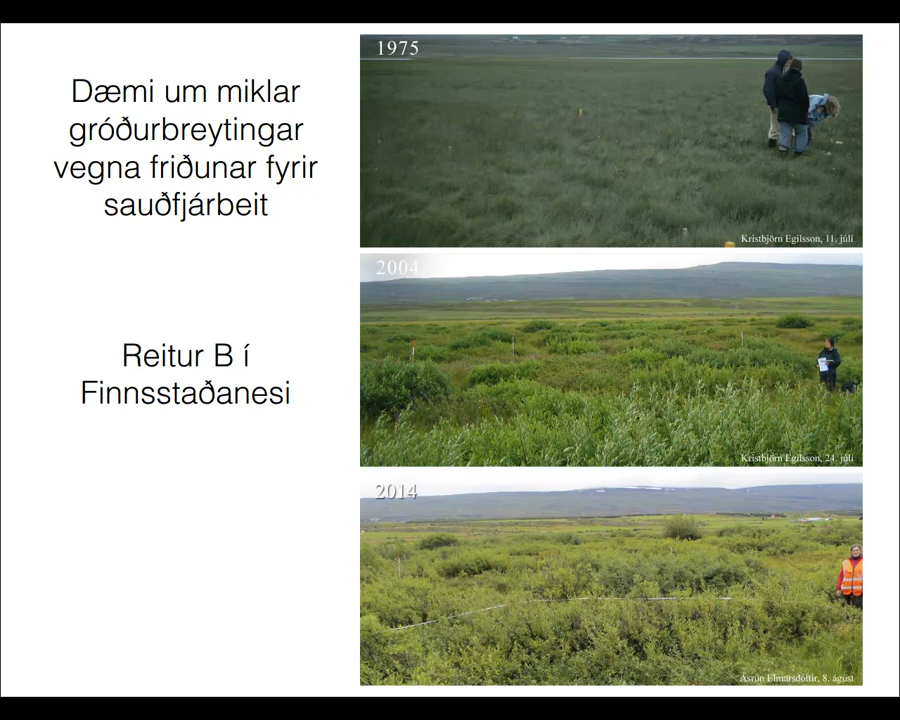 Dæmi um miklar
gróðurbreytingar
vegna friðunar fyrir
sauðfjárbeit
Reitur B í
Finnsstaðanesi
1975
Kristbjörn Egilsson, 11. júlí
2004
Kristbjörn Egilsson, 24. júlí
2014
Ásrún Elmarsdóttir, 8. ágúst